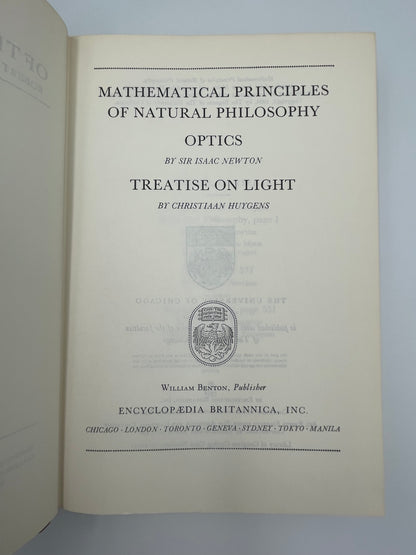 MATHEMATICAL PRINCIPLES
OF NATURAL PHILOSOPHY
OPTICS
BY SIR ISAAC NEWTON
TREATISE ON LIGHT
BY CHRISTIAAN HUYGENS
WILLIAM BENTON, Publisher
ENCYCLOPÆDIA BRITANNICA, INC.
CHICAGO · LONDON · TORONTO · GENEVA · SYDNEY · TOKYO · MANILA